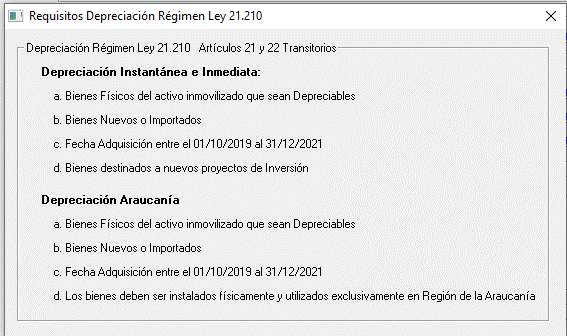 Requisitos Depreciación Régimen Ley 21.210
Depreciación Régimen Ley 21.210 Artículos 21 y 22 Transitorios
Depreciación Instantánea e Inmediata:
a. Bienes Físicos del activo inmovilizado que sean Depreciables
b. Bienes Nuevos o Importados
c. Fecha Adquisición entre el 01/10/2019 al 31/12/2021
d. Bienes destinados a nuevos proyectos de Inversión
Depreciación Araucanía
a. Bienes Físicos del activo inmovilizado que sean Depreciables
b. Bienes Nuevos o Importados
c. Fecha Adquisición entre el 01/10/2019 al 31/12/2021
d. Los bienes deben ser instalados físicamente y utilizados exclusivamente en Región de la Araucanía